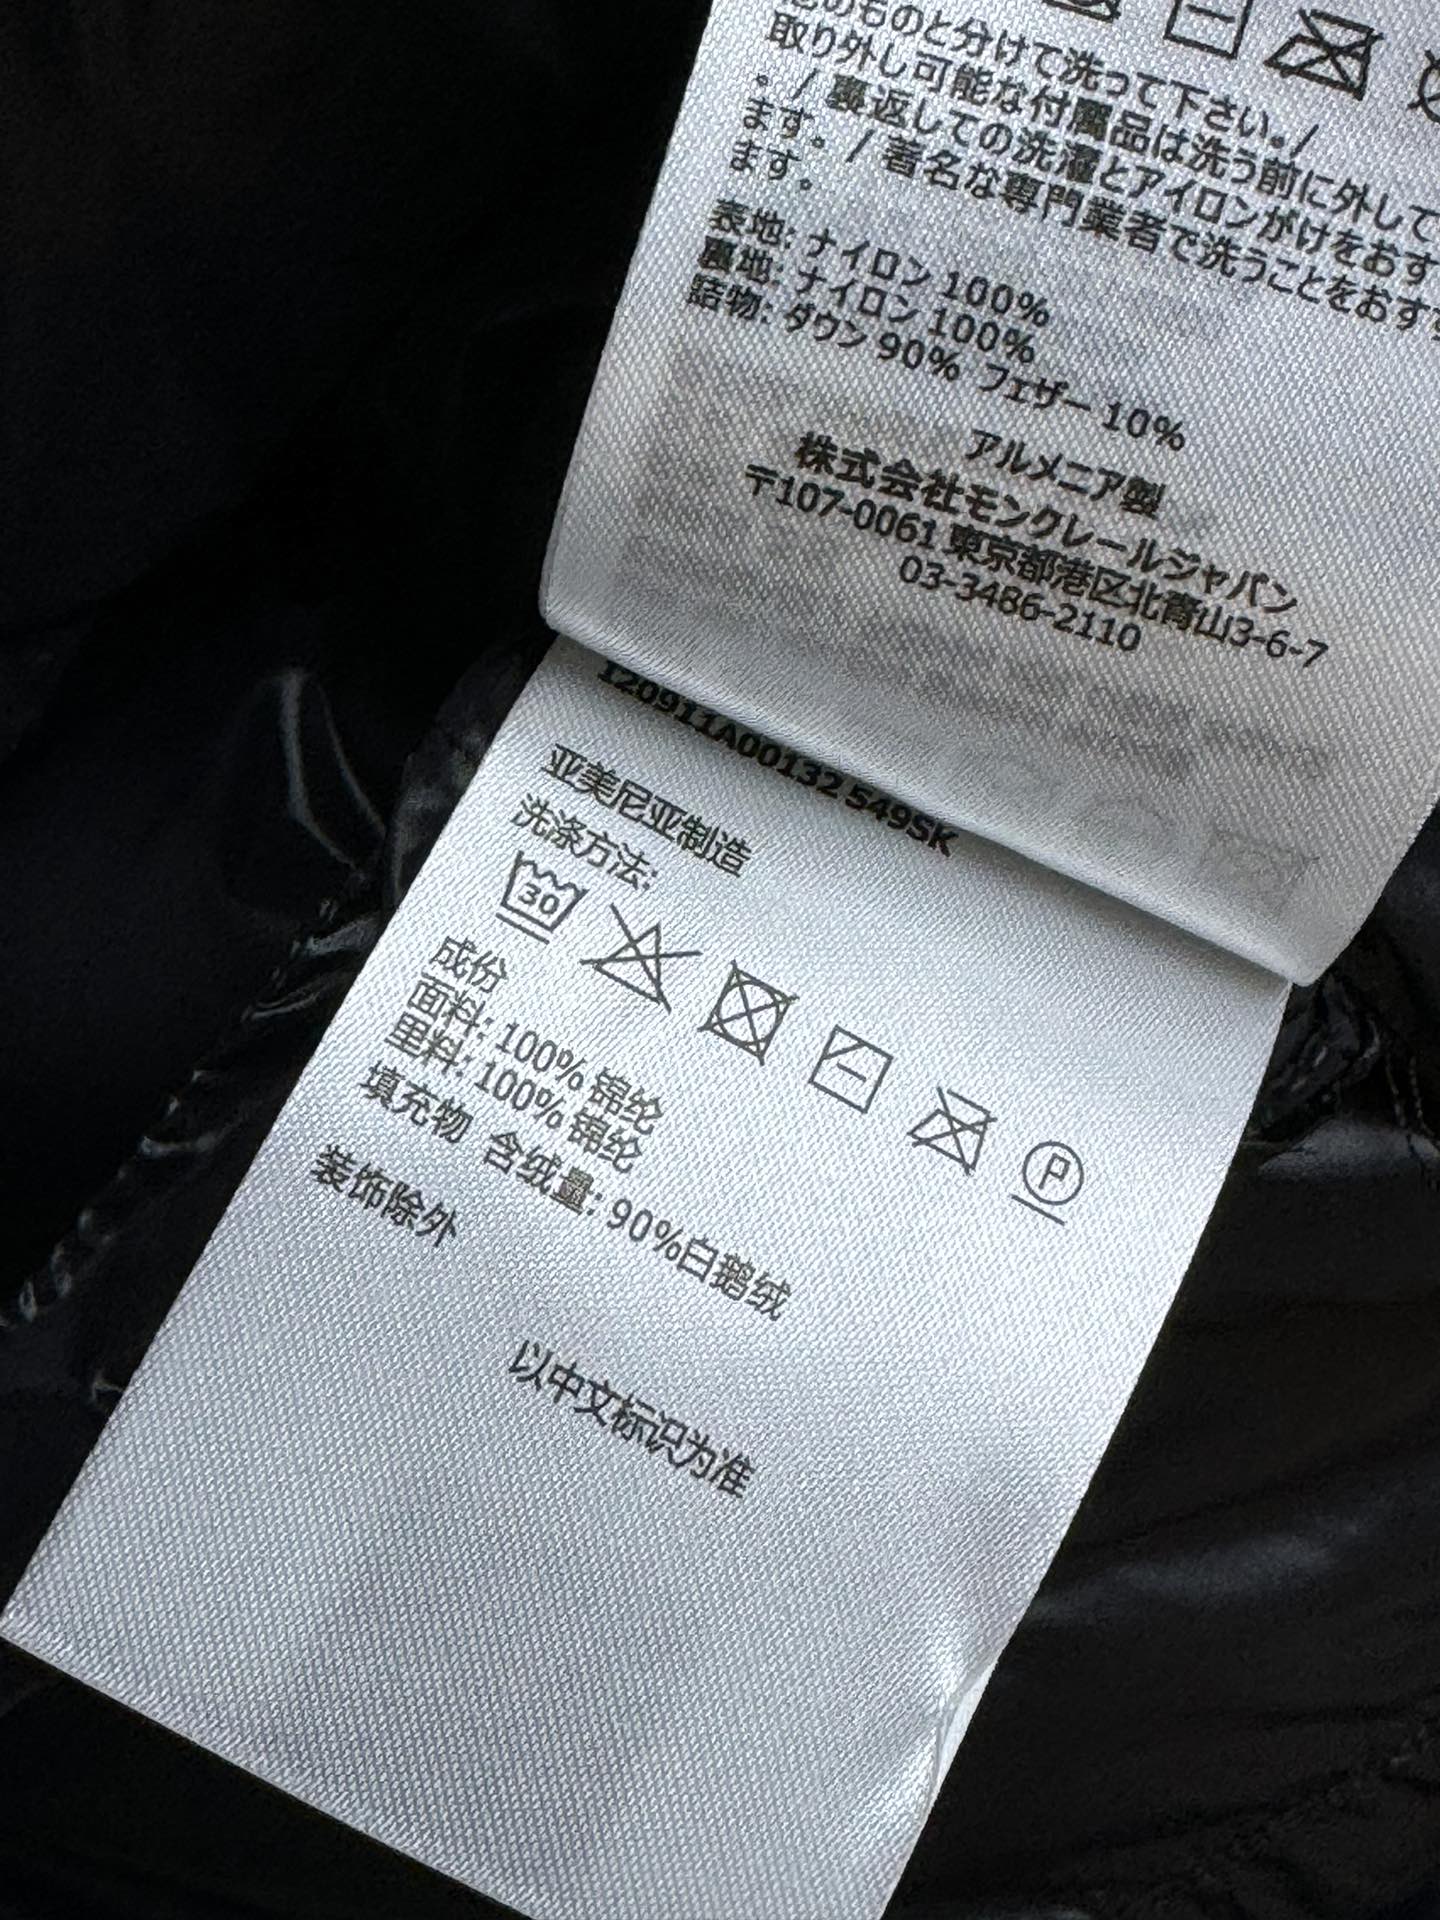 のものと分けて洗って下さい。/
取り外し可能な付属品は洗う前に外して
。/ 裏返しての洗濯とアイロンがけをおす
ます。/ 著名な専門業者で洗うことをおす
ます。
表地: ナイロン 100%
裏地: ナイロン 100%
詰物: ダウン 90% フェザー 10%
アルメニア製
株式会社モンクレールジャパン
〒107-0061 東京都港区北青山3-6-7
03-3486-2110
120911A00132 549SK
亚美尼亚制造
洗涤方法:
30
P
成份
面料: 100% 锦纶
里料: 100% 锦纶
填充物 含绒量: 90%白鹅绒
装饰除外
以中文标识为准